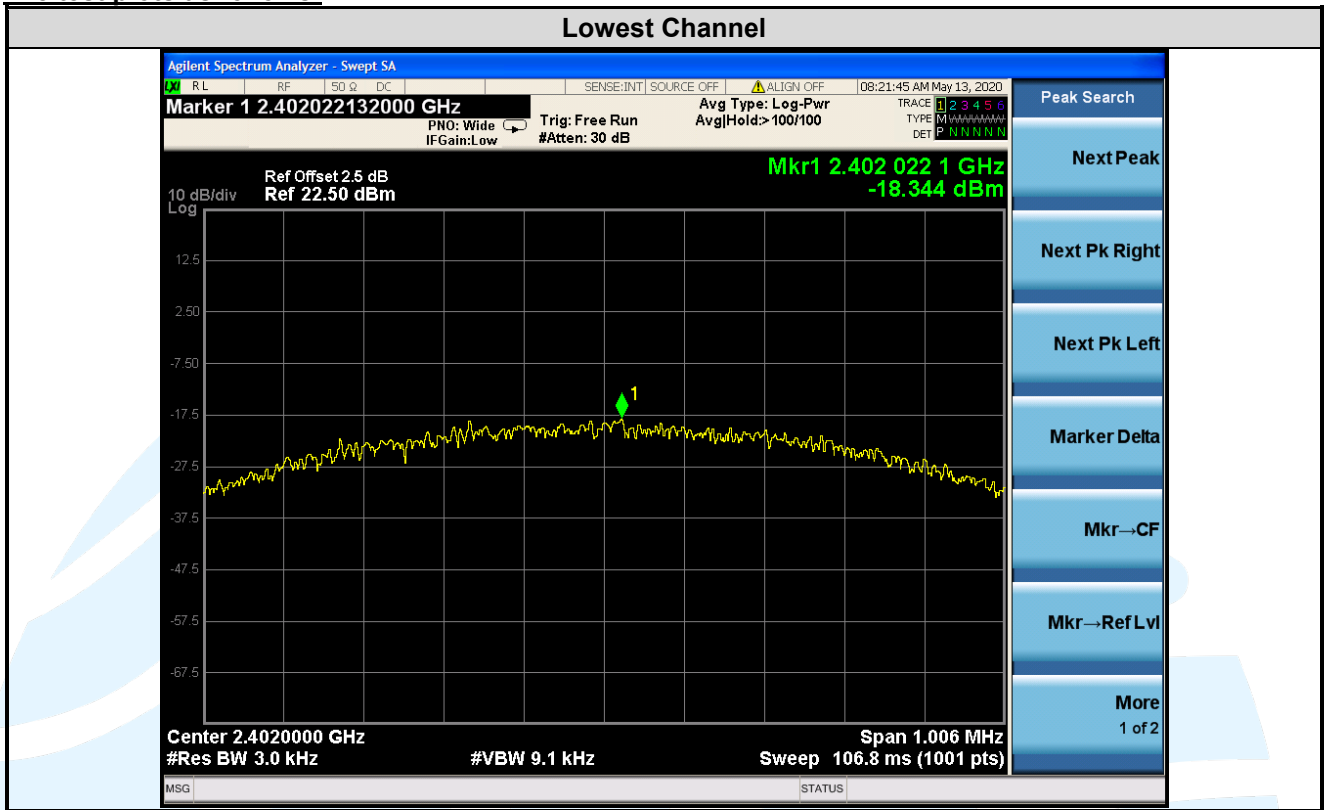 Lowest Channel
Agilent Spectrum Analyzer - Swept SA
LXI RL RF 50 Ω DC SENSE:INT SOURCE OFF ALIGN OFF 08:21:45 AM May 13, 2020
Marker 1 2.402022132000 GHz
PNO: Wide
IFGain:Low
Trig: Free Run
#Atten: 30 dB
Avg Type: Log-Pwr
Avg|Hold:>100/100
TRACE 1 2 3 4 5 6
TYPE M WWWWW
DET P N N N N N
Peak Search
Next Peak
Next Pk Right
Next Pk Left
Marker Delta
Mkr→CF
Mkr→Ref Lvl
More
1 of 2
Mkr1 2.402 022 1 GHz
-18.344 dBm
Ref Offset 2.5 dB
10 dB/div Ref 22.50 dBm
Log
12.5
2.50
-7.50
-17.5
-27.5
-37.5
-47.5
-57.5
-67.5
1
Center 2.4020000 GHz Span 1.006 MHz
#Res BW 3.0 kHz #VBW 9.1 kHz Sweep 106.8 ms (1001 pts)
MSG STATUS